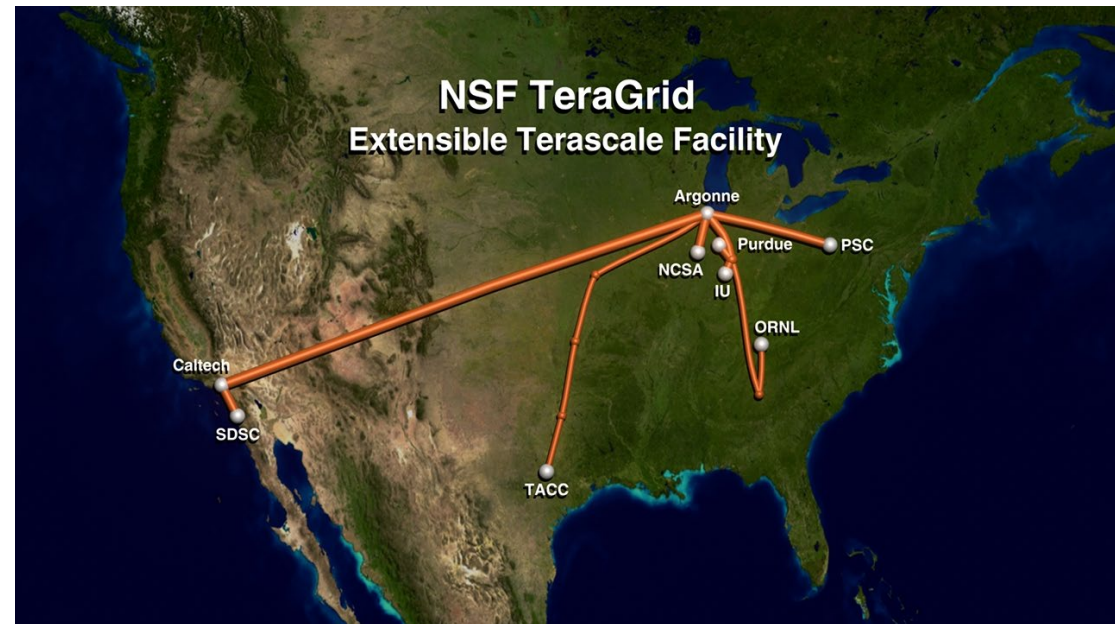 NSF TeraGrid
Extensible Terascale Facility
Argonne
Purdue
PSC
NCSA
IU
ORNL
Caltech
SDSC
TACC